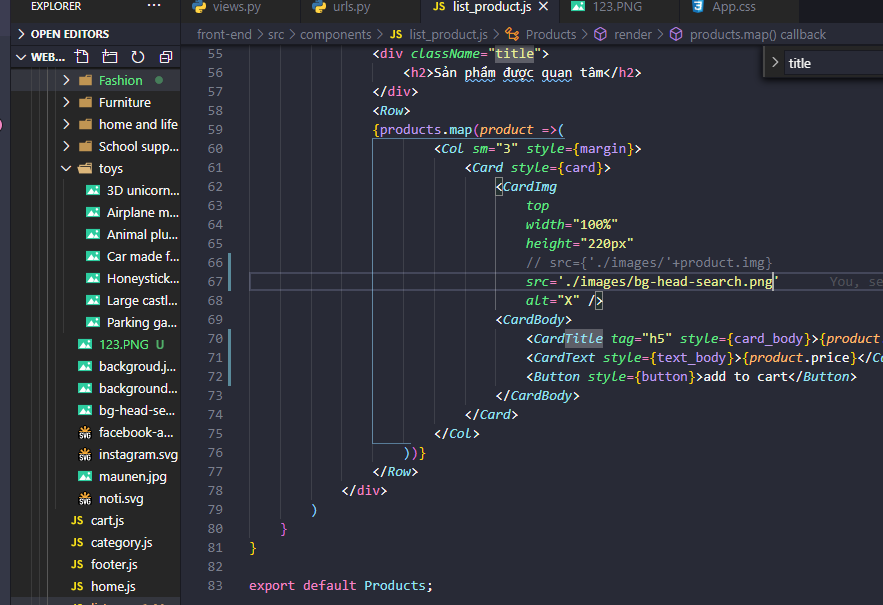 EXPLORER ...
views.py urls.py JS list_product.js 123.PNG App.css
OPEN EDITORS
front-end > src > components > JS list_product.js > Products > render > products.map() callback
WEB...
title
Fashion
Furniture
home and life
School supp...
toys
3D unicorn...
Airplane m...
Animal plu...
Car made f...
Honeystick...
Large castl...
Parking ga...
123.PNG U
backgroud.j...
background...
bg-head-se...
facebook-a...
instagram.svg
maunen.jpg
noti.svg
JS cart.js
JS category.js
JS footer.js
JS home.js
55 <div className="title">
56 <h2>Sản phẩm được quan tâm</h2>
57 </div>
58 <Row>
59 {products.map(product =>(
60 <Col sm="3" style={margin}>
61 <Card style={card}>
62 <CardImg
63 top
64 width="100%"
65 height="220px"
66 // src={'./images/'+product.img}
67 src='./images/bg-head-search.png' You, se
68 alt="X" />
69 <CardBody>
70 <CardTitle tag="h5" style={card_body}>{product
71 <CardText style={text_body}>{product.price}</Co
72 <Button style={button}>add to cart</Button>
73 </CardBody>
74 </Card>
75 </Col>
76 ))}
77 </Row>
78 </div>
79 )
80 }
81 }
82
83 export default Products;